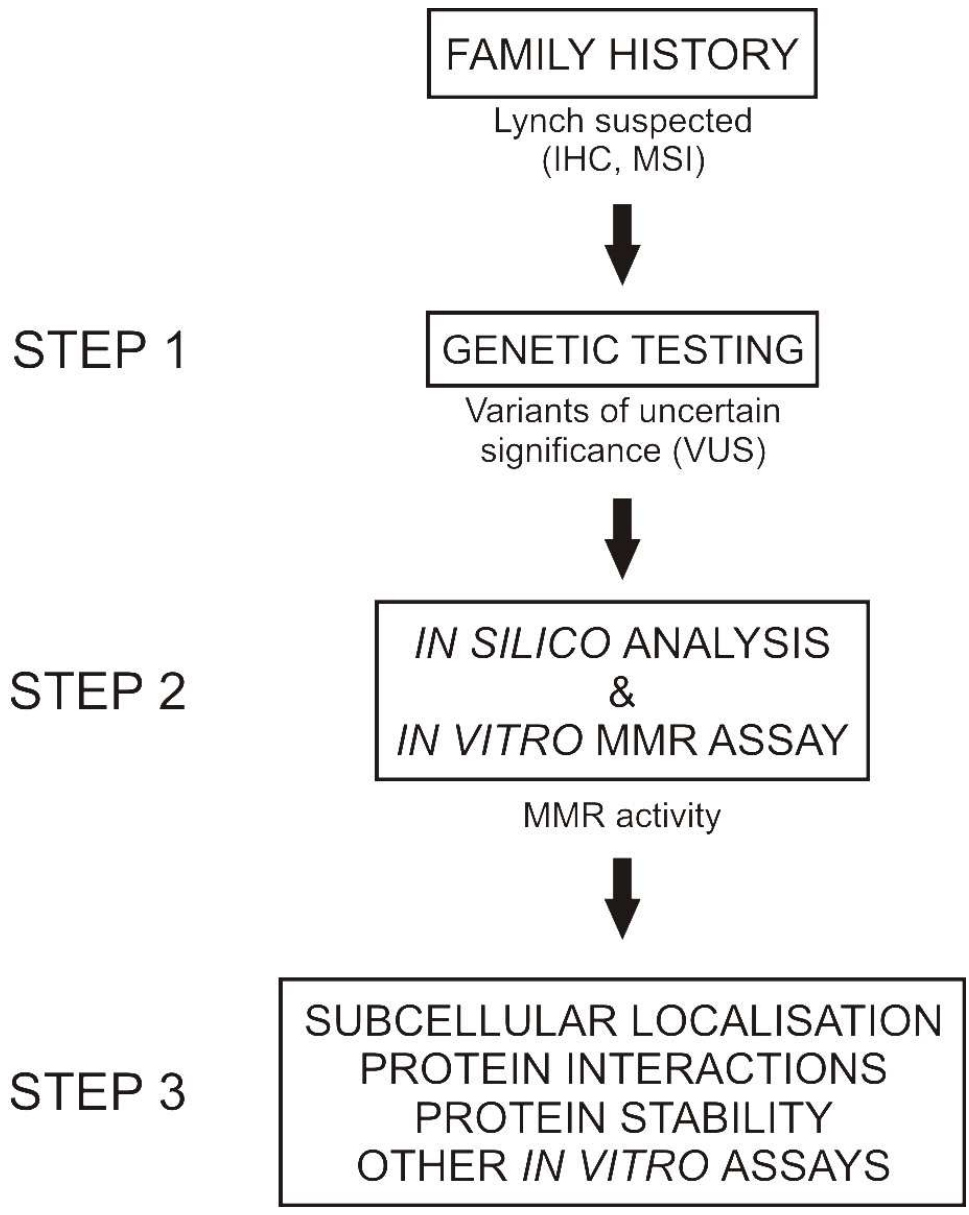 FAMILY HISTORY
Lynch suspected
(IHC, MSI)
STEP 1
GENETIC TESTING
Variants of uncertain
significance (VUS)
STEP 2
IN SILICO ANALYSIS
&
IN VITRO MMR ASSAY
MMR activity
STEP 3
SUBCELLULAR LOCALISATION
PROTEIN INTERACTIONS
PROTEIN STABILITY
OTHER IN VITRO ASSAYS